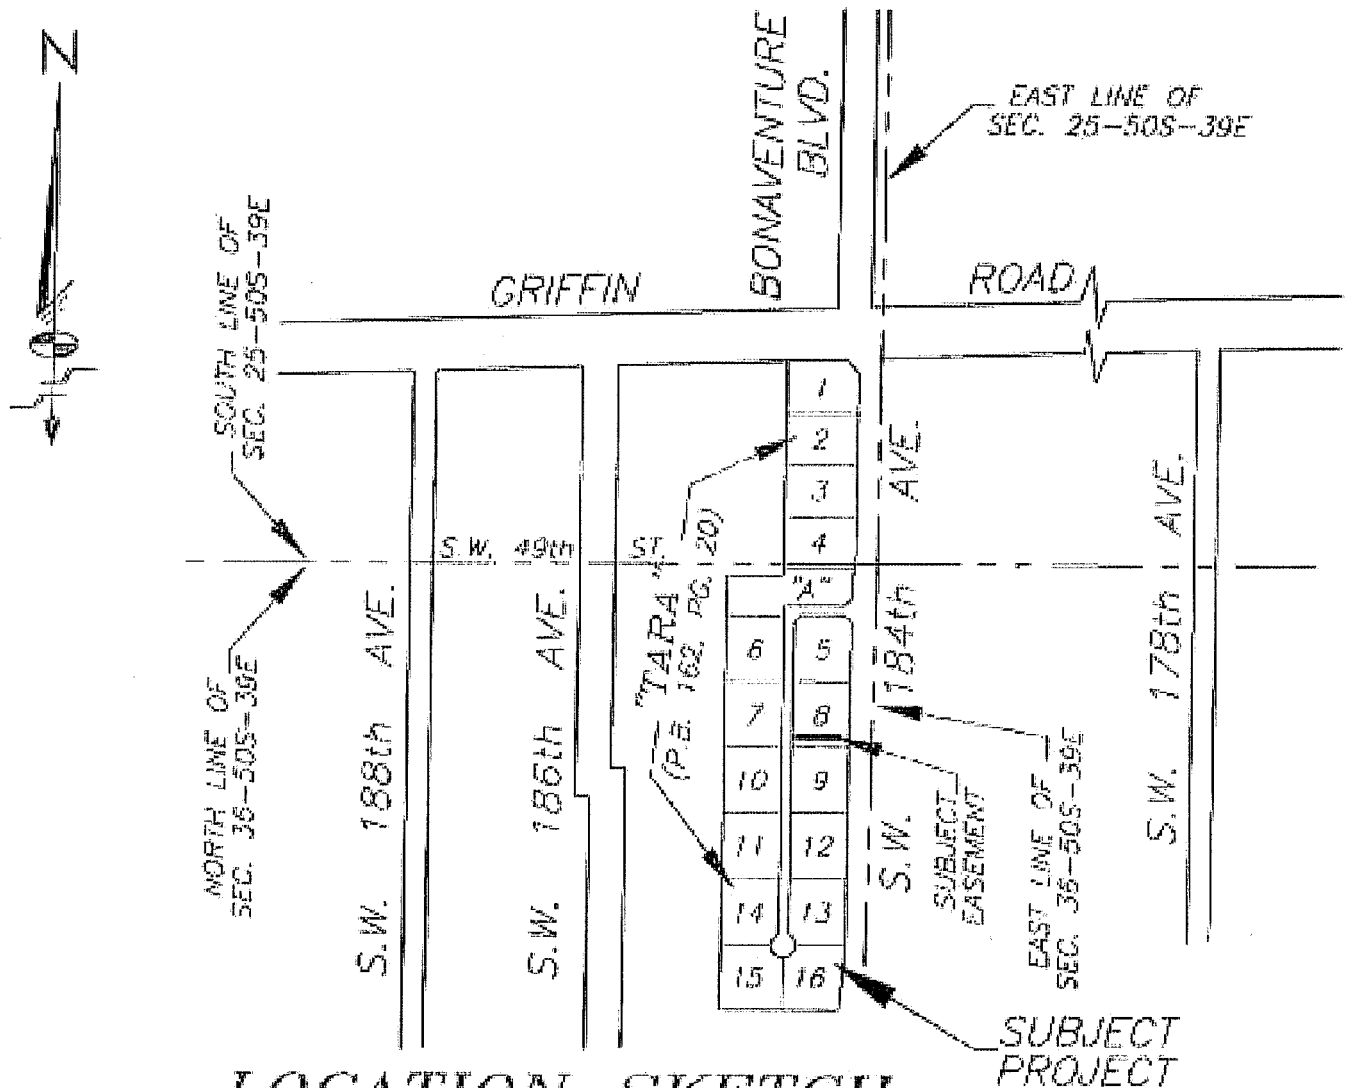 N
BONAVENTURE
BLVD.
EAST LINE OF
SEC. 25-50S-39E
SOUTH LINE OF
SEC. 25-50S-39E
GRIFFIN
ROAD
1
2
3
4
"A"
S.W. 49th ST.
"TARA"
(P.B. 162, PG. 20)
S.W. 184th AVE.
S.W. 178th AVE.
S.W. 188th AVE.
S.W. 186th AVE.
NORTH LINE OF
SEC. 36-50S-39E
6
5
7
8
10
9
11
12
14
13
15
16
SUBJECT
EASEMENT
EAST LINE OF
SEC. 36-50S-39E
SUBJECT
PROJECT
LOCATION SKETCH